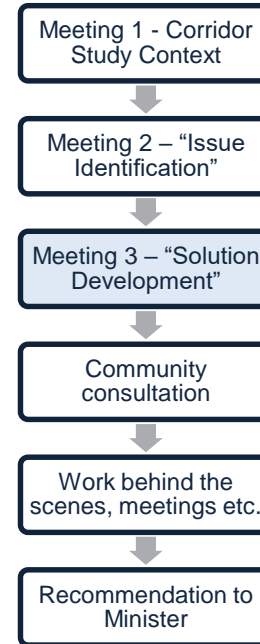 Meeting 1 - Corridor
Study Context
Meeting 2 – “Issue
Identification”
Meeting 3 – “Solution
Development”
Community
consultation
Work behind the
scenes, meetings etc.
Recommendation to
Minister